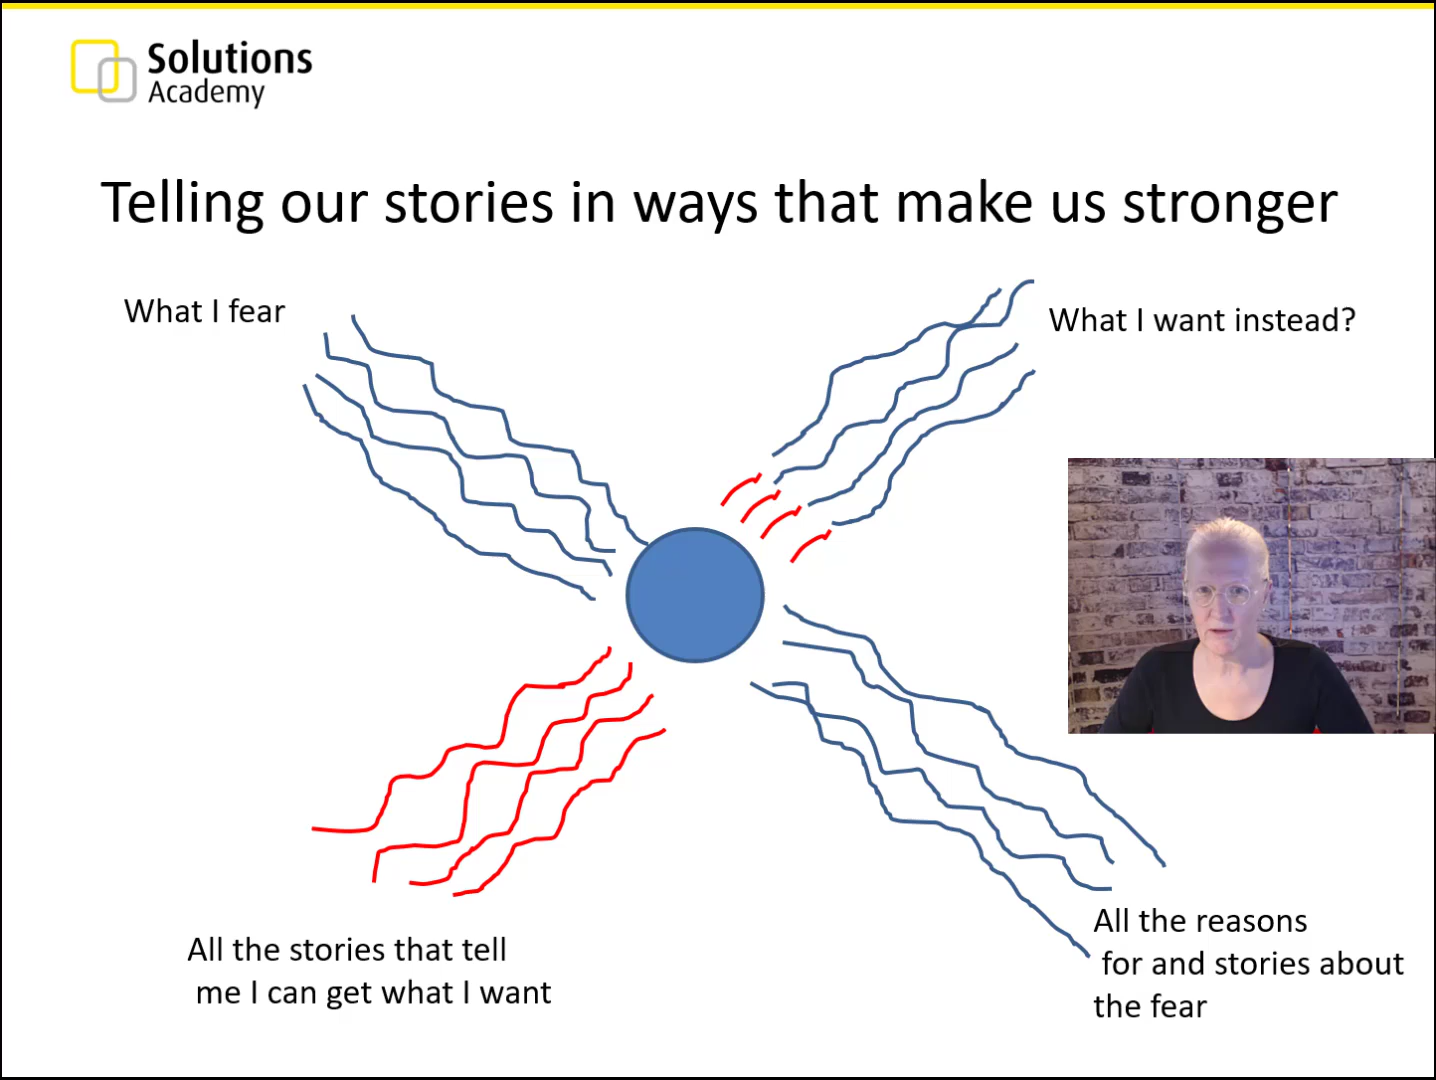 Solutions
Academy
Telling our stories in ways that make us stronger
What I fear
What I want instead?
All the stories that tell
me I can get what I want
All the reasons
for and stories about
the fear